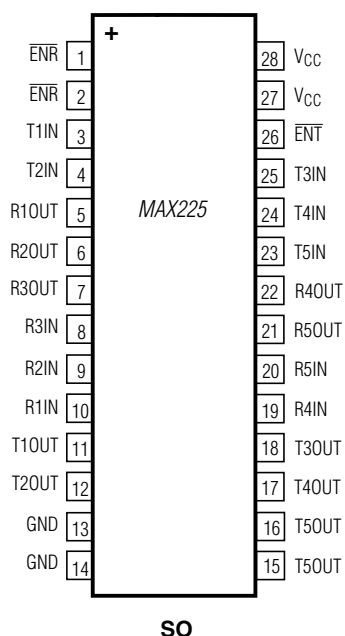 +
ENR 1
ENR 2
T1IN 3
T2IN 4
R1OUT 5
R2OUT 6
R3OUT 7
R3IN 8
R2IN 9
R1IN 10
T1OUT 11
T2OUT 12
GND 13
GND 14
MAX225
28 VCC
27 VCC
26 ENT
25 T3IN
24 T4IN
23 T5IN
22 R4OUT
21 R5OUT
20 R5IN
19 R4IN
18 T3OUT
17 T4OUT
16 T5OUT
15 T5OUT
SO